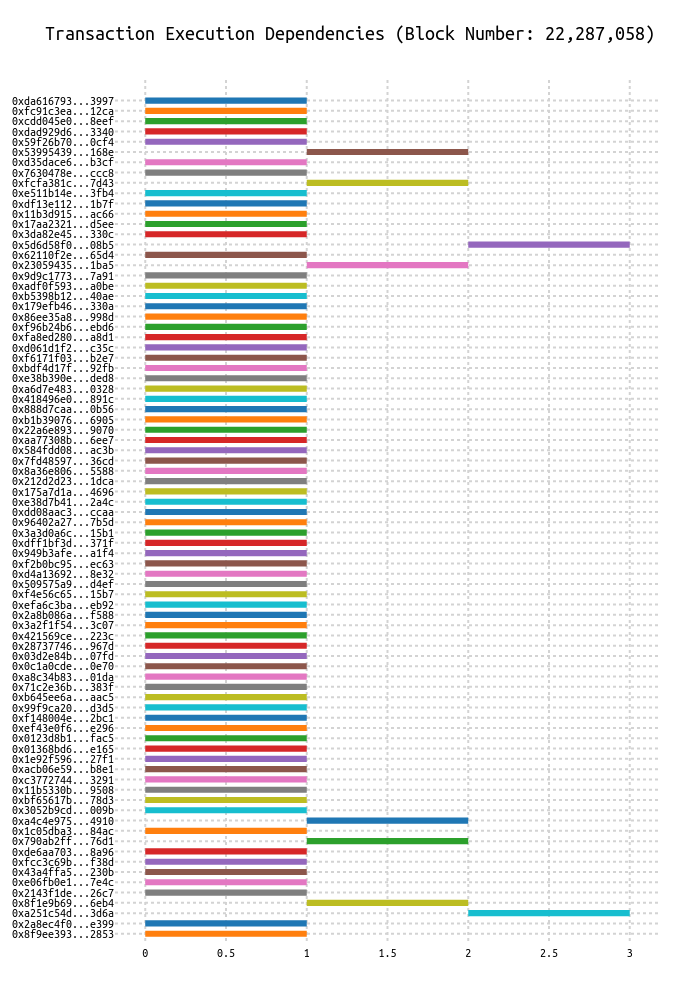 Transaction Execution Dependencies (Block Number: 22,287,058)
0xda616793...3997
0xfc91c3ea...12ca
0xcdd045e0...8eef
0xdad929d6...3340
0x59f26b70...0cf4
0x53995439...168e
0xd35dace6...b3cf
0x7630478e...ccc8
0xfcfa381c...7d43
0xe511b14e...3fb4
0xdf13e112...1b7f
0x11b3d915...ac66
0x17aa2321...d5ee
0x3da82e45...330c
0x5d6d58f0...08b5
0x62110f2e...65d4
0x23059435...1ba5
0x9d9c1773...7a91
0xadf0f593...a0be
0xb5398b12...40ae
0x179efb46...330a
0x86ee35a8...998d
0xf96b24b6...ebd6
0xfa8ed280...a8d1
0xd061d1f2...c35c
0xf6171f03...b2e7
0xbdf4d17f...92fb
0xe38b390e...ded8
0xa6d7e483...0328
0x418496e0...891c
0x888d7caa...0b56
0xb1b39076...6905
0x22a6e893...9070
0xaa77308b...6ee7
0x584fdd08...ac3b
0x7fd48597...36cd
0x8a36e806...5588
0x212d2d23...1dca
0x175a7d1a...4696
0xe38d7b41...2a4c
0xdd08aac3...ccaa
0x96402a27...7b5d
0x3a3d0a6c...15b1
0xdff1bf3d...371f
0x949b3afe...a1f4
0xf2b0bc95...ec63
0xd4a13692...8e32
0x509575a9...d4ef
0xf4e56c65...15b7
0xefa6c3ba...eb92
0x2a8b086a...f588
0x3a2f1f54...3c07
0x421569ce...223c
0x28737746...967d
0x03d2e84b...07fd
0x0c1a0cde...0e70
0xa8c34b83...01da
0x71c2e36b...383f
0xb645ee6a...aac5
0x99f9ca20...d3d5
0xf148004e...2bc1
0xef43e0f6...e296
0x0123d8b1...fac5
0x01368bd6...e165
0x1e92f596...27f1
0xacb06e59...b8e1
0xc3772744...3291
0x11b5330b...9508
0xbf65617b...78d3
0x3052b9cd...009b
0xa4c4e975...4910
0x1c05dba3...84ac
0x790ab2ff...76d1
0xde6aa703...8a96
0xfcc3c69b...f38d
0x43a4ffa5...230b
0xe06fb0e1...7e4c
0x2143f1de...26c7
0x8f1e9b69...6eb4
0xa251c54d...3d6a
0x2a8ec4f0...e399
0x8f9ee393...2853
0 0.5 1 1.5 2 2.5 3